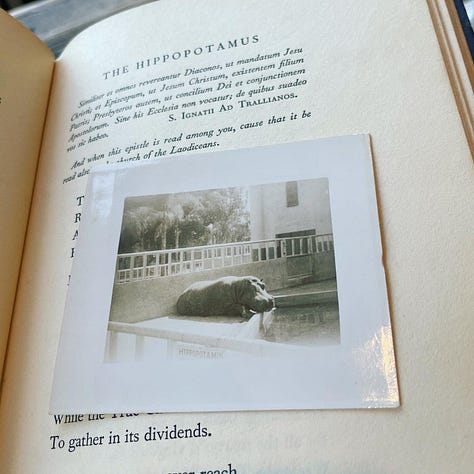 THE HIPPOPOTAMUS
Similiter et omnes revereantur Diaconos, ut mandatum Jesu
Christi; et Episcopum, ut Jesum Christum, existentem filium
Patris; Presbyteros autem, ut concilium Dei et conjunctionem
Apostolorum. Sine his Ecclesia non vocatur; de quibus suadeo
vos sic habeo.
S. IGNATII AD TRALLIANOS.
And when this epistle is read among you, cause that it be
read also church of the Laodiceans.
HIPPOPOTAMUS
While the True
To gather in its dividends.
reach